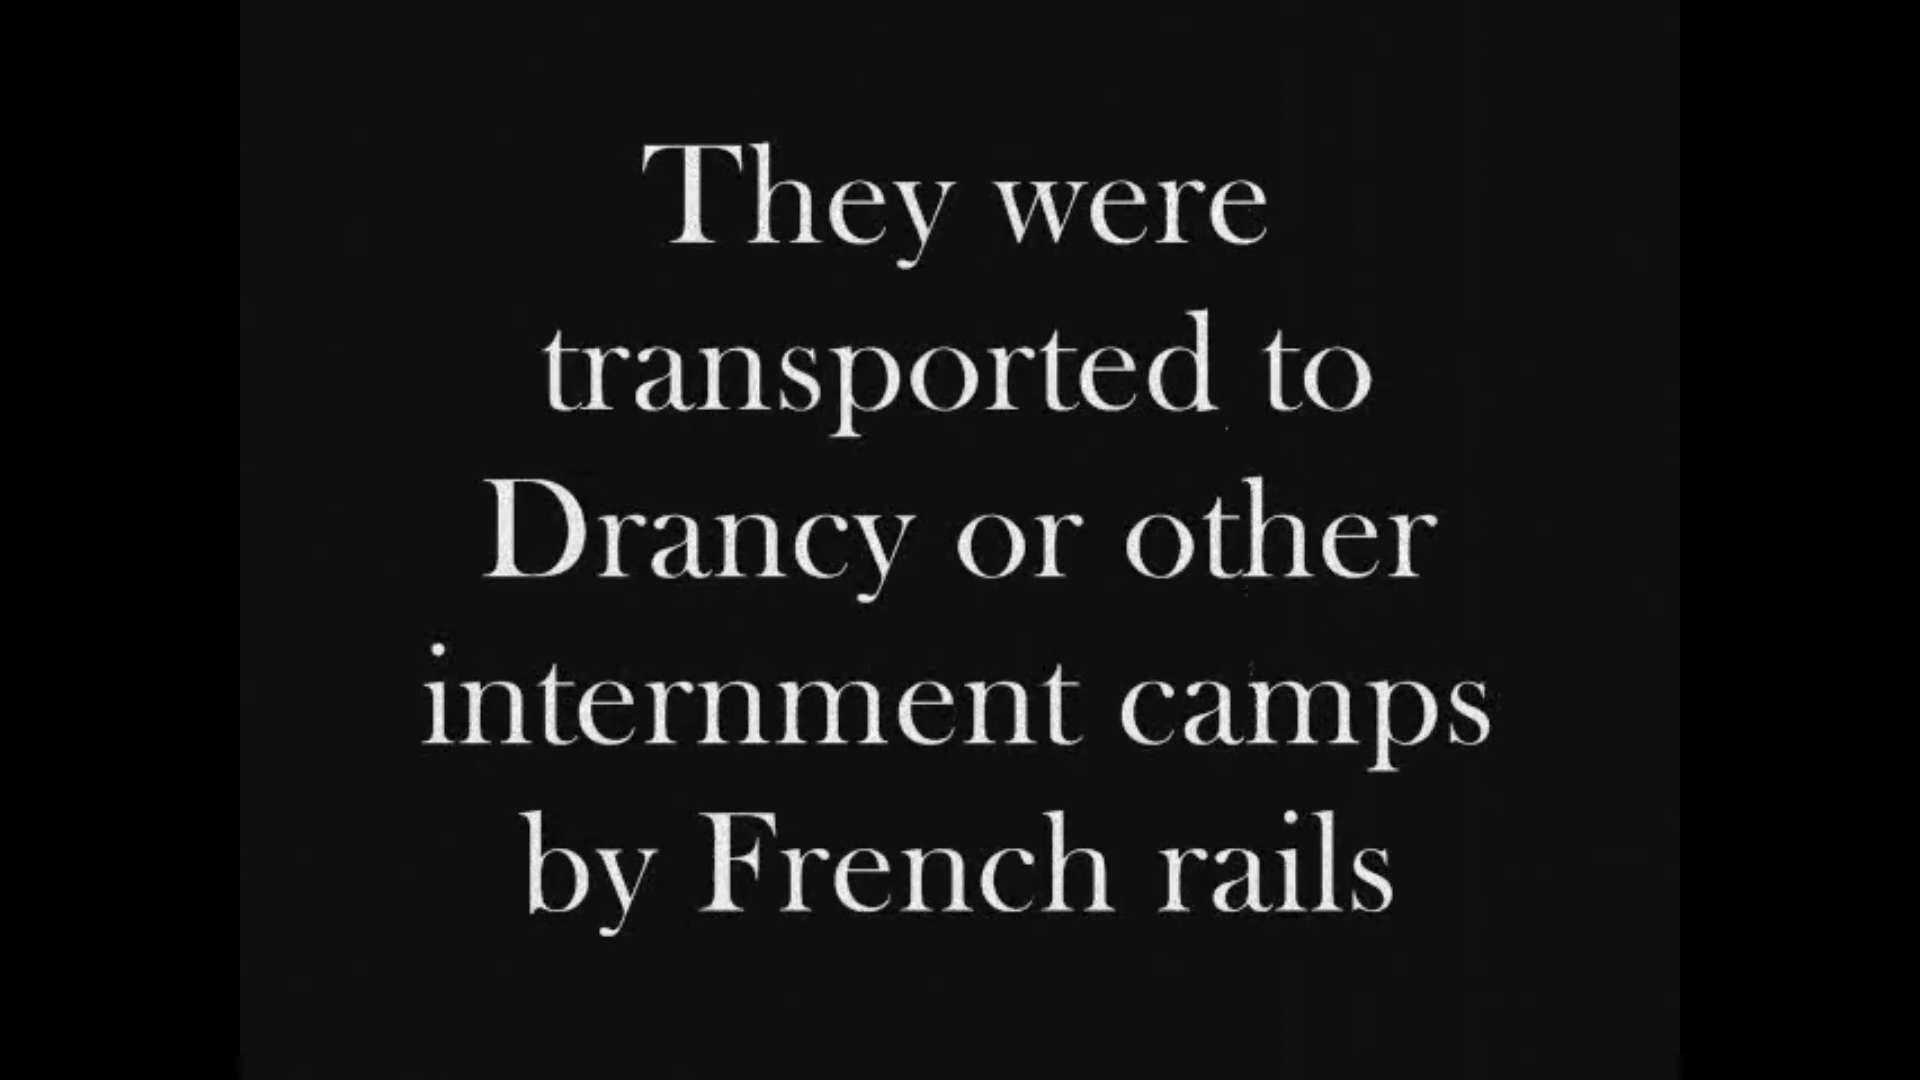 They were
transported to
Drancy or other
internment camps
by French rails